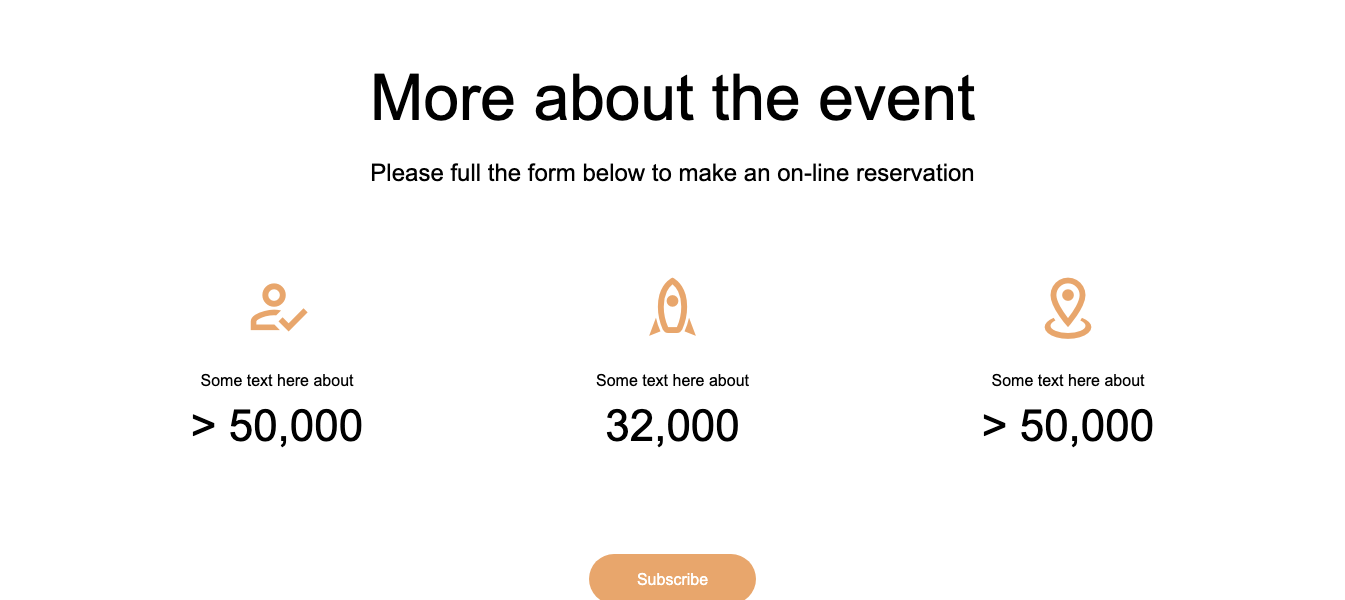 More about the event
Please full the form below to make an on-line reservation
Some text here about
> 50,000
Some text here about
32,000
Some text here about
> 50,000
Subscribe